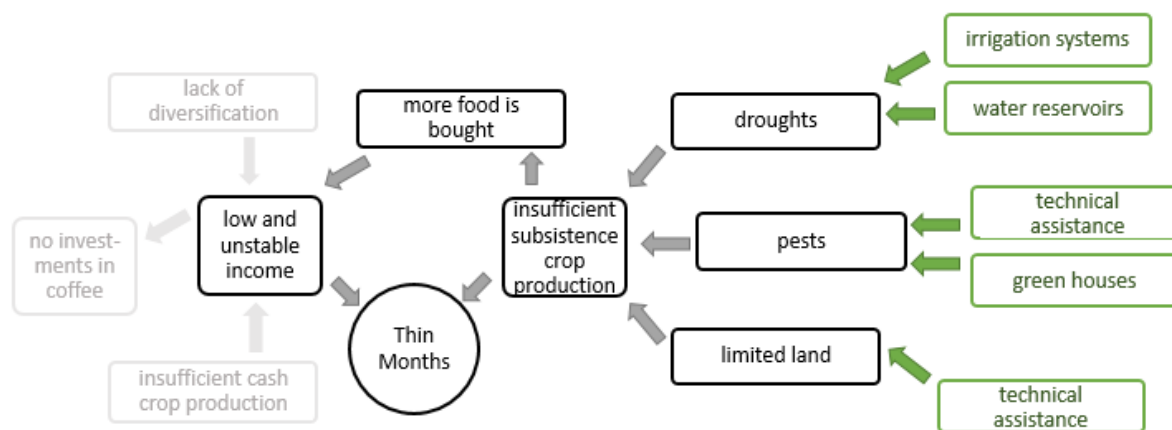 lack of
diversification
more food is
bought
droughts
irrigation systems
water reservoirs
no invest-
ments in
coffee
low and
unstable
income
insufficient
subsistence
crop
production
pests
technical
assistance
green houses
Thin
Months
limited land
insufficient cash
crop production
technical
assistance